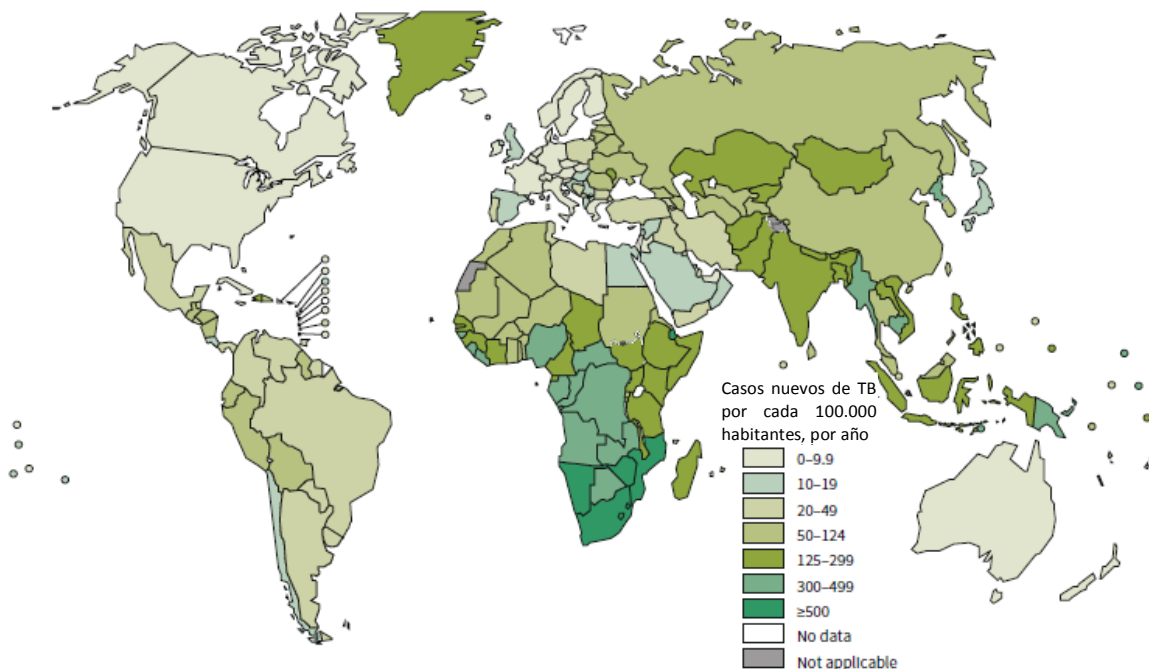 Casos nuevos de TB
por cada 100.000
habitantes, por año
0–9.9
10–19
20–49
50–124
125–299
300–499
≥500
No data
Not applicable